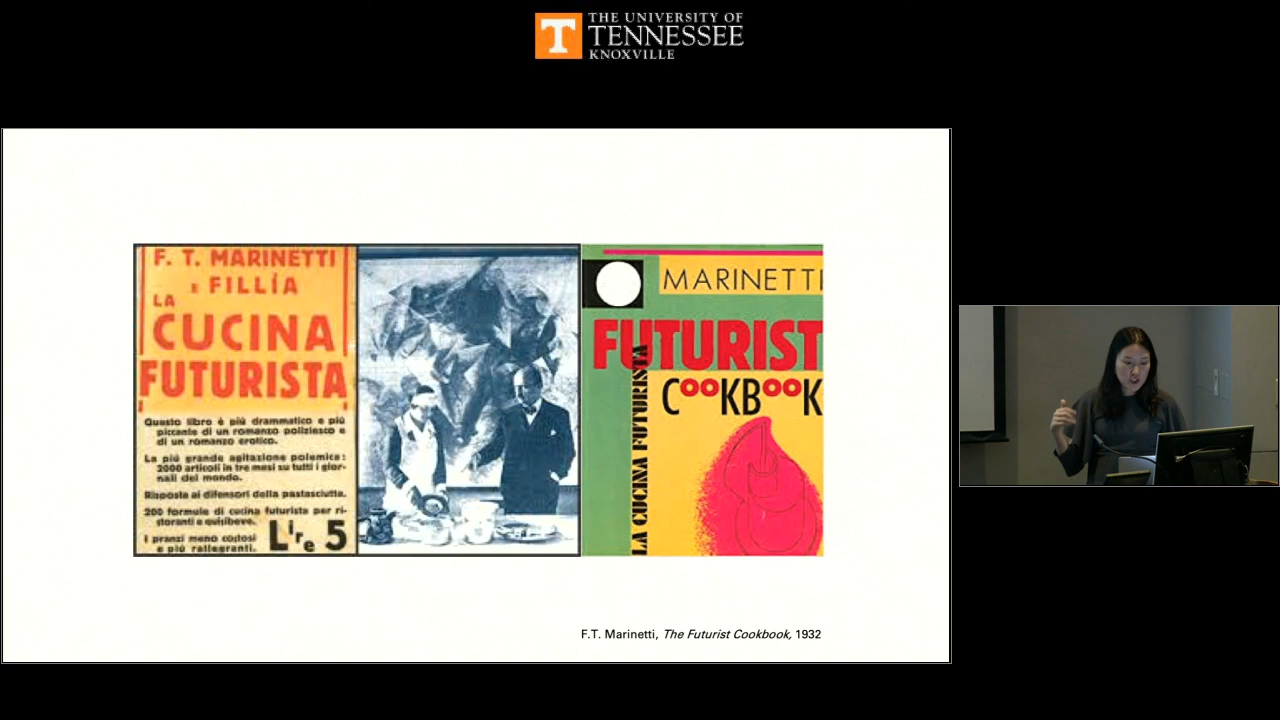 T
THE UNIVERSITY OF
TENNESSEE
KNOXVILLE
F. T. MARINETTI
E FILLÍA
LA
CUCINA
FUTURISTA
Questo libro è più drammatico e più
piccante di un romanzo poliziesco e
di un romanzo erotico.
La più grande agitazione polemica:
2000 articoli in tre mesi su tutti i gior-
nali del mondo.
Risposta ai difensori della pastasciutta.
200 formule di cucina futurista per ri-
storanti e quisibeve.
I pranzi meno costosi
e più rallegranti.
Lire 5
MARINETTI
FUTURIST
COOKBOOK
LA CUCINA FUTURISTA
F.T. Marinetti, The Futurist Cookbook, 1932